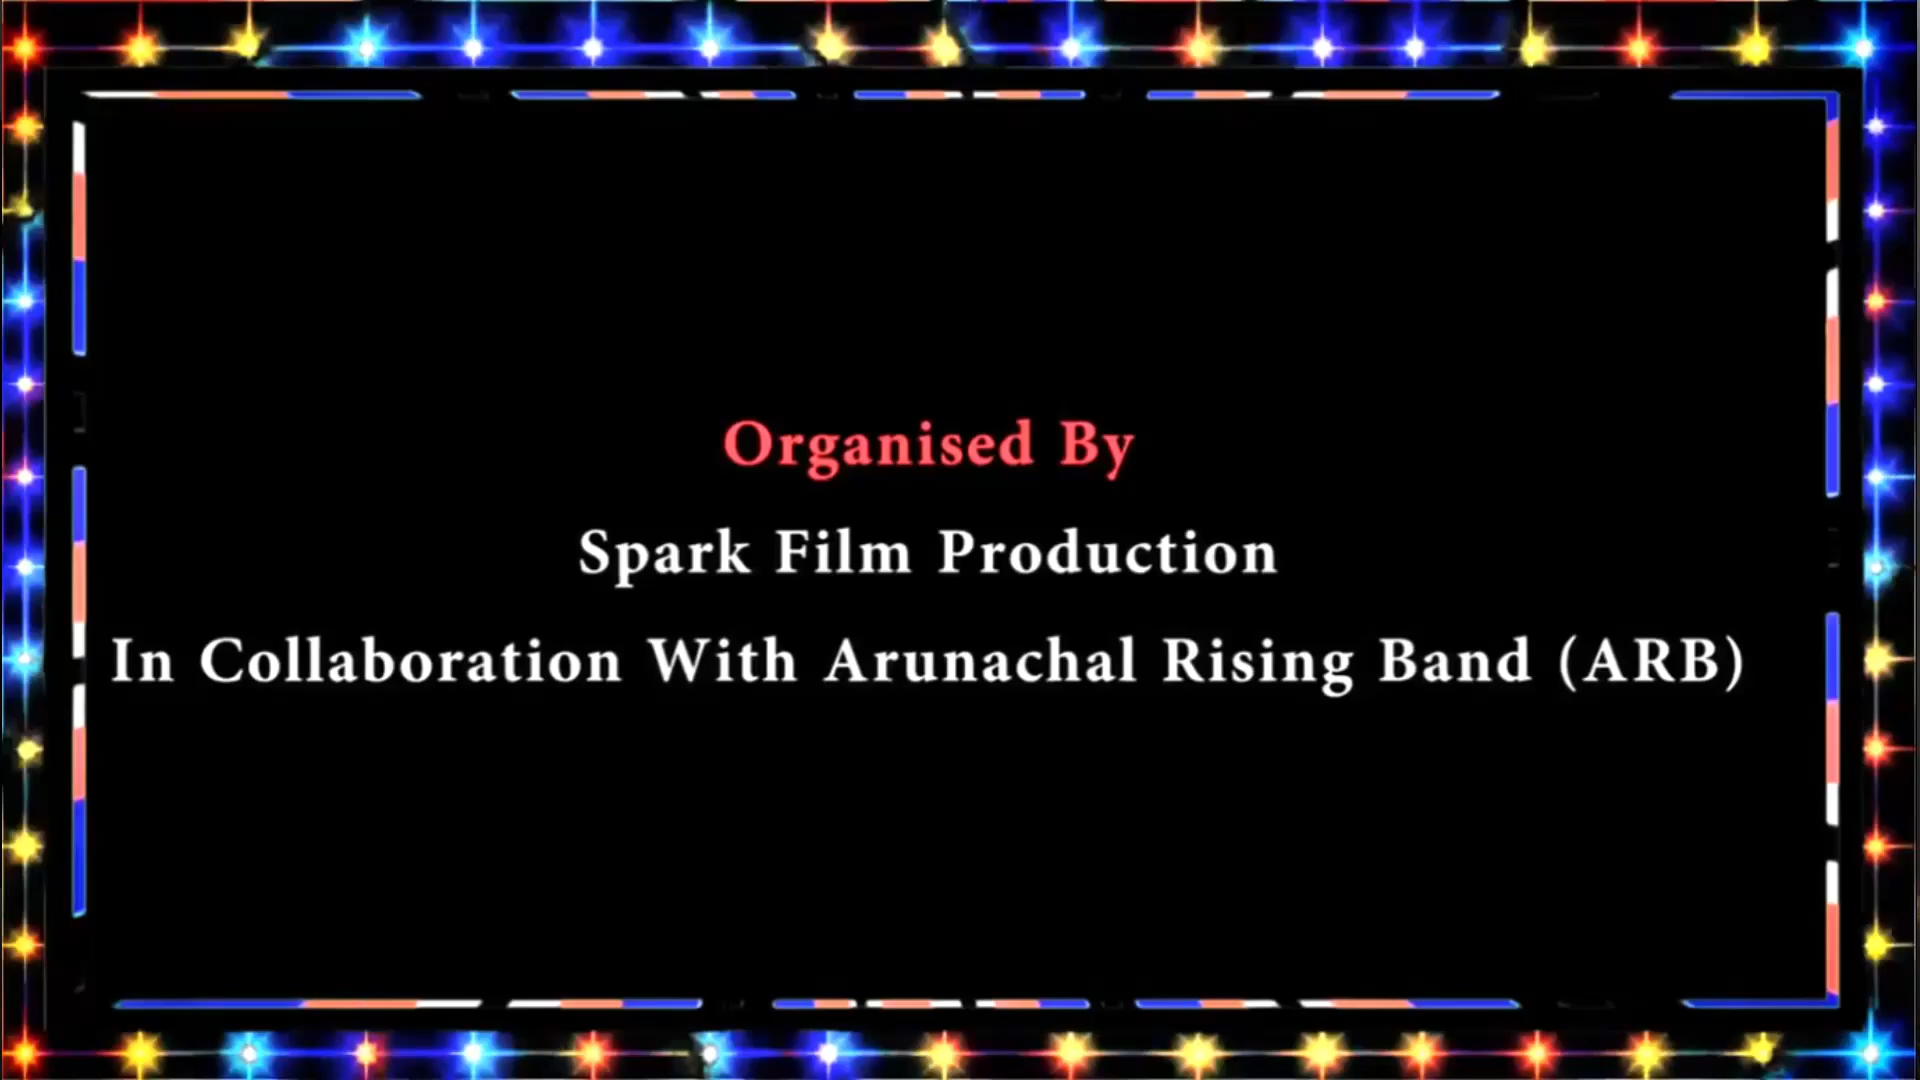 Organised By
Spark Film Production
In Collaboration With Arunachal Rising Band (ARB)